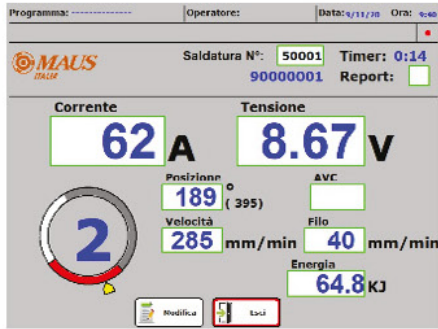 Programma: -------------- Operatore: Data: 9/11/20 Ora: 9:40
MAUS
ITALIA
Saldatura N°: 50001 Timer: 0:14
90000001 Report:
Corrente Tensione
62 A 8.67 V
Posizione AVC
189 ° ( 395)
Velocità Filo
285 mm/min 40 mm/min
2
Energia
64.8 KJ
Modifica Esci